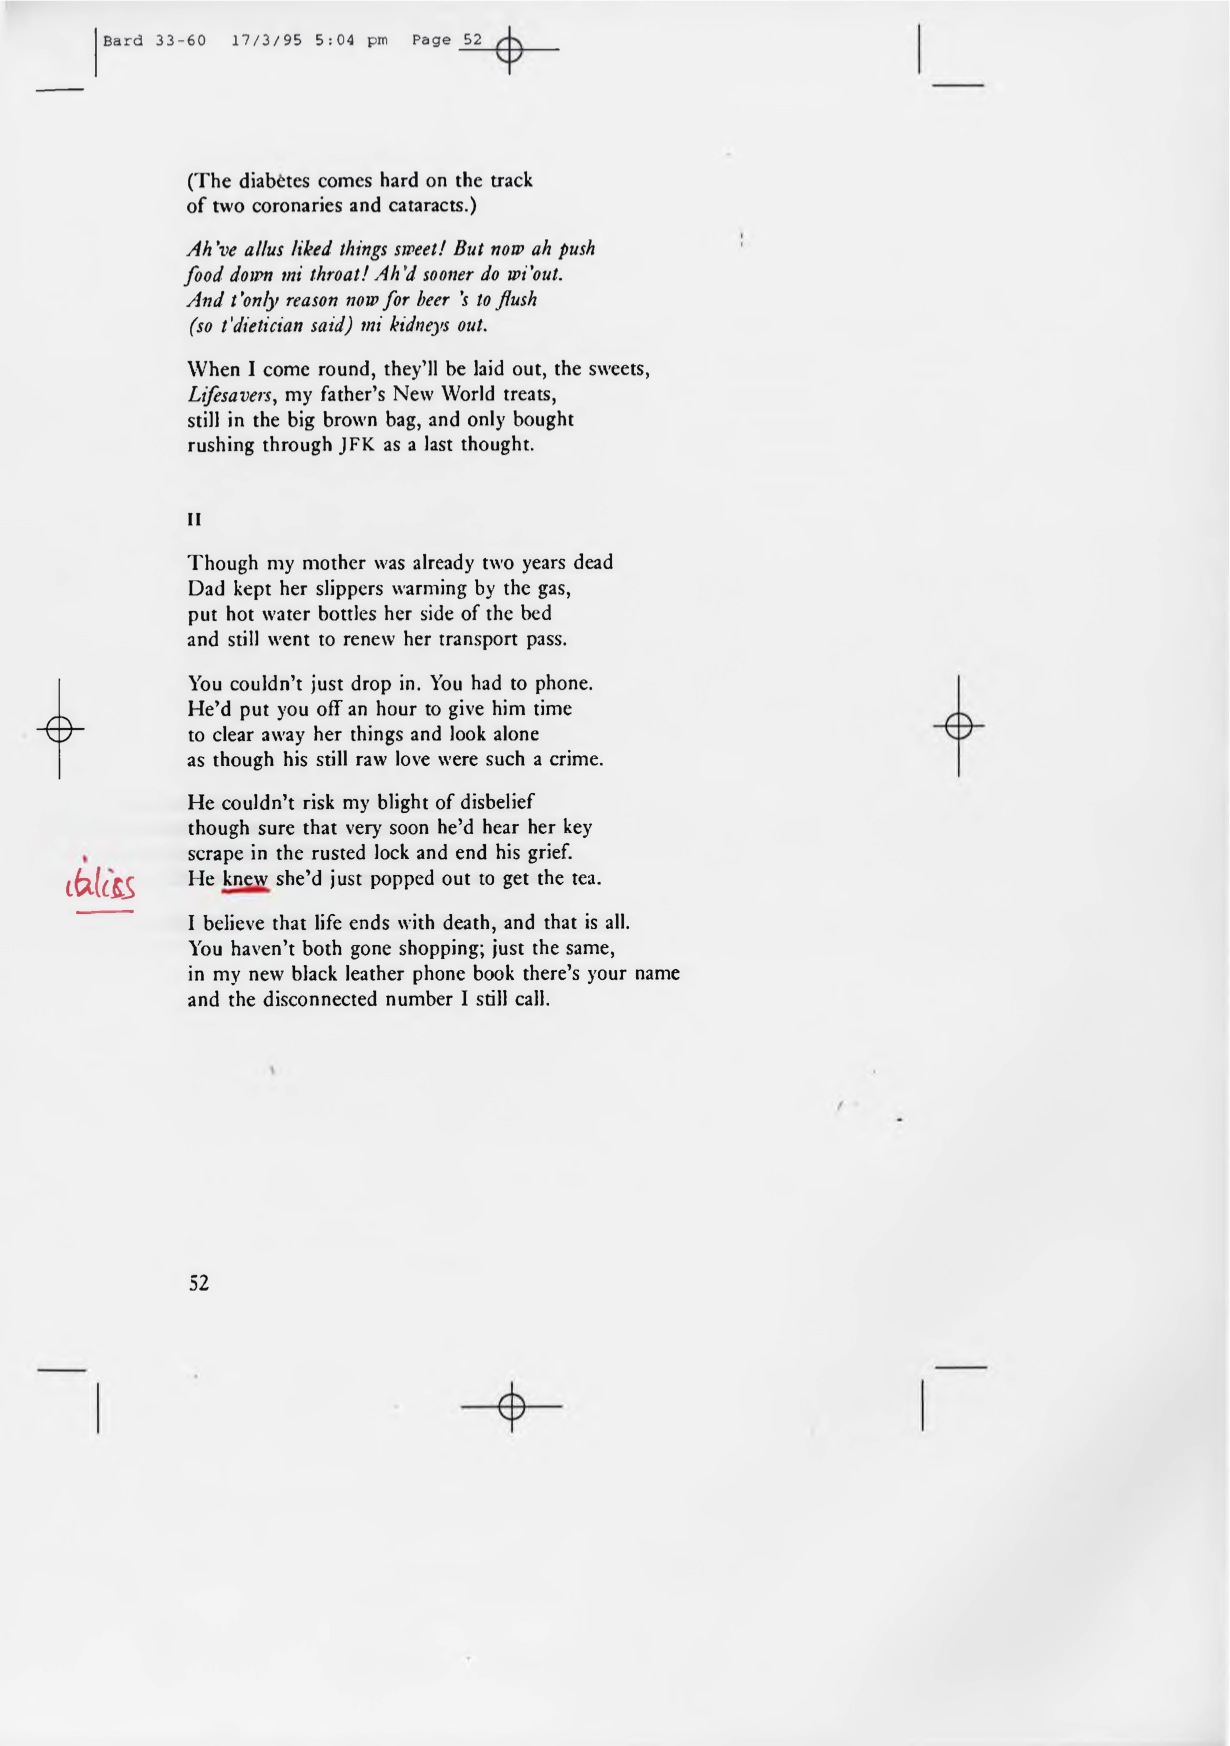 Bard 33-60 17/3/95 5:04 pm Page 52
(The diabetes comes hard on the track
of two coronaries and cataracts.)
Ah've allus liked things sweet! But now ah push
food down mi throat! Ah'd sooner do wi'out.
And t'only reason now for beer 's to flush
(so t'dietician said) mi kidneys out.
When I come round, they'll be laid out, the sweets,
Lifesavers, my father's New World treats,
still in the big brown bag, and only bought
rushing through JFK as a last thought.
II
Though my mother was already two years dead
Dad kept her slippers warming by the gas,
put hot water bottles her side of the bed
and still went to renew her transport pass.
You couldn't just drop in. You had to phone.
He'd put you off an hour to give him time
to clear away her things and look alone
as though his still raw love were such a crime.
He couldn't risk my blight of disbelief
though sure that very soon he'd hear her key
scrape in the rusted lock and end his grief.
He knew she'd just popped out to get the tea.
I believe that life ends with death, and that is all.
You haven't both gone shopping; just the same,
in my new black leather phone book there's your name
and the disconnected number I still call.
52